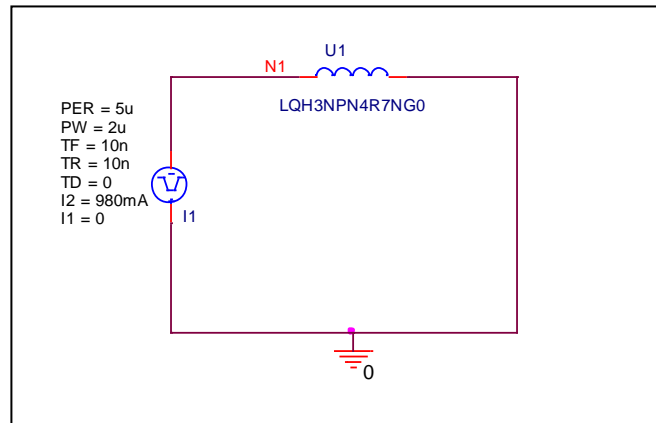 U1
N1
LQH3NPN4R7NG0
PER = 5u
PW = 2u
TF = 10n
TR = 10n
TD = 0
I2 = 980mA
I1 = 0
I1
0